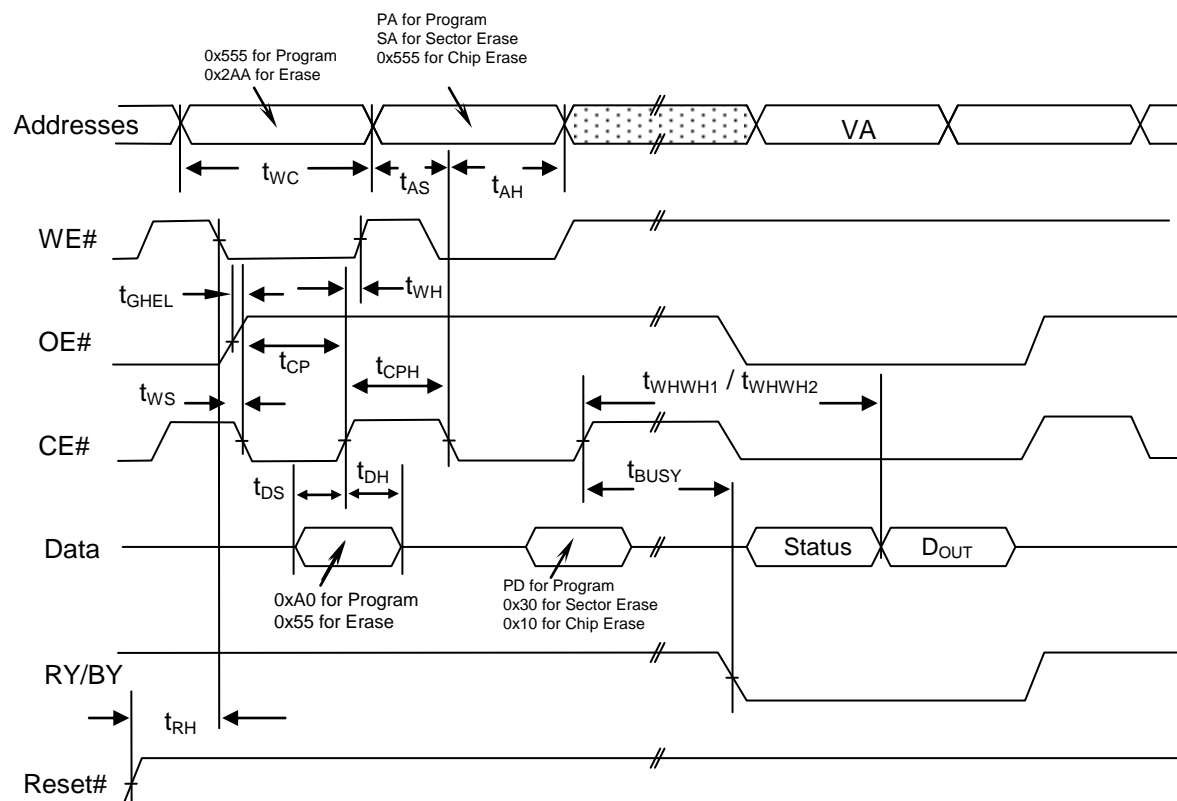 0x555 for Program
0x2AA for Erase
PA for Program
SA for Sector Erase
0x555 for Chip Erase
Addresses
VA
tWC
tAS
tAH
WE#
tGHEL
tWH
OE#
tCP
tCPH
tWHWH1 / tWHWH2
tWS
CE#
tDS
tDH
tBUSY
Data
Status
DOUT
0xA0 for Program
0x55 for Erase
PD for Program
0x30 for Sector Erase
0x10 for Chip Erase
RY/BY
tRH
Reset#